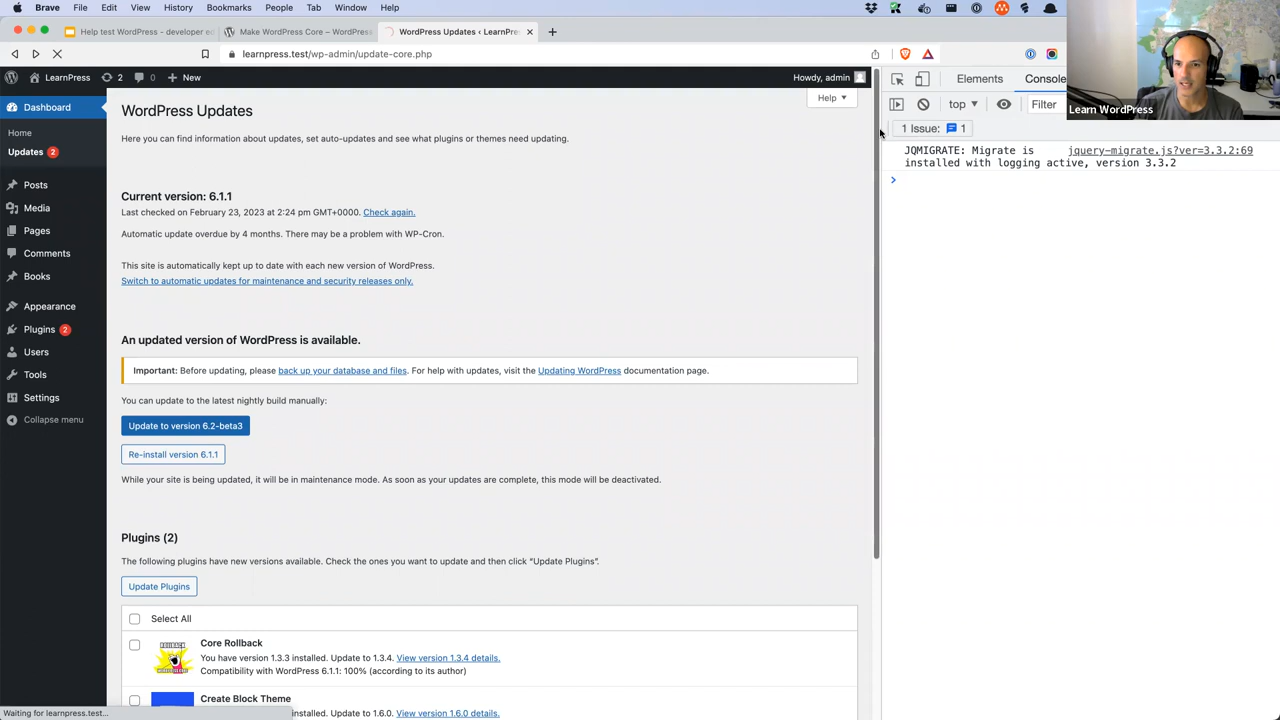 Brave File Edit View History Bookmarks People Tab Window Help
Help test WordPress - developer ed
Make WordPress Core – WordPress
WordPress Updates ‹ LearnPres
learnpress.test/wp-admin/update-core.php
LearnPress 2 0 New
Howdy, admin
Elements Console
Dashboard
WordPress Updates
Help
top Filter
Learn WordPress
Home
Here you can find information about updates, set auto-updates and see what plugins or themes need updating.
1 Issue: 1
Updates 2
JQMIGRATE: Migrate is installed with logging active, version 3.3.2
jquery-migrate.js?ver=3.3.2:69
Posts
Media
Pages
Comments
Books
Appearance
Plugins 2
Users
Tools
Settings
Collapse menu
Current version: 6.1.1
Last checked on February 23, 2023 at 2:24 pm GMT+0000. Check again.
Automatic update overdue by 4 months. There may be a problem with WP-Cron.
This site is automatically kept up to date with each new version of WordPress.
Switch to automatic updates for maintenance and security releases only.
An updated version of WordPress is available.
Important: Before updating, please back up your database and files. For help with updates, visit the Updating WordPress documentation page.
You can update to the latest nightly build manually:
Update to version 6.2-beta3
Re-install version 6.1.1
While your site is being updated, it will be in maintenance mode. As soon as your updates are complete, this mode will be deactivated.
Plugins (2)
The following plugins have new versions available. Check the ones you want to update and then click “Update Plugins”.
Update Plugins
Select All
Core Rollback
You have version 1.3.3 installed. Update to 1.3.4. View version 1.3.4 details.
Compatibility with WordPress 6.1.1: 100% (according to its author)
Create Block Theme
installed. Update to 1.6.0. View version 1.6.0 details.
Waiting for learnpress.test...